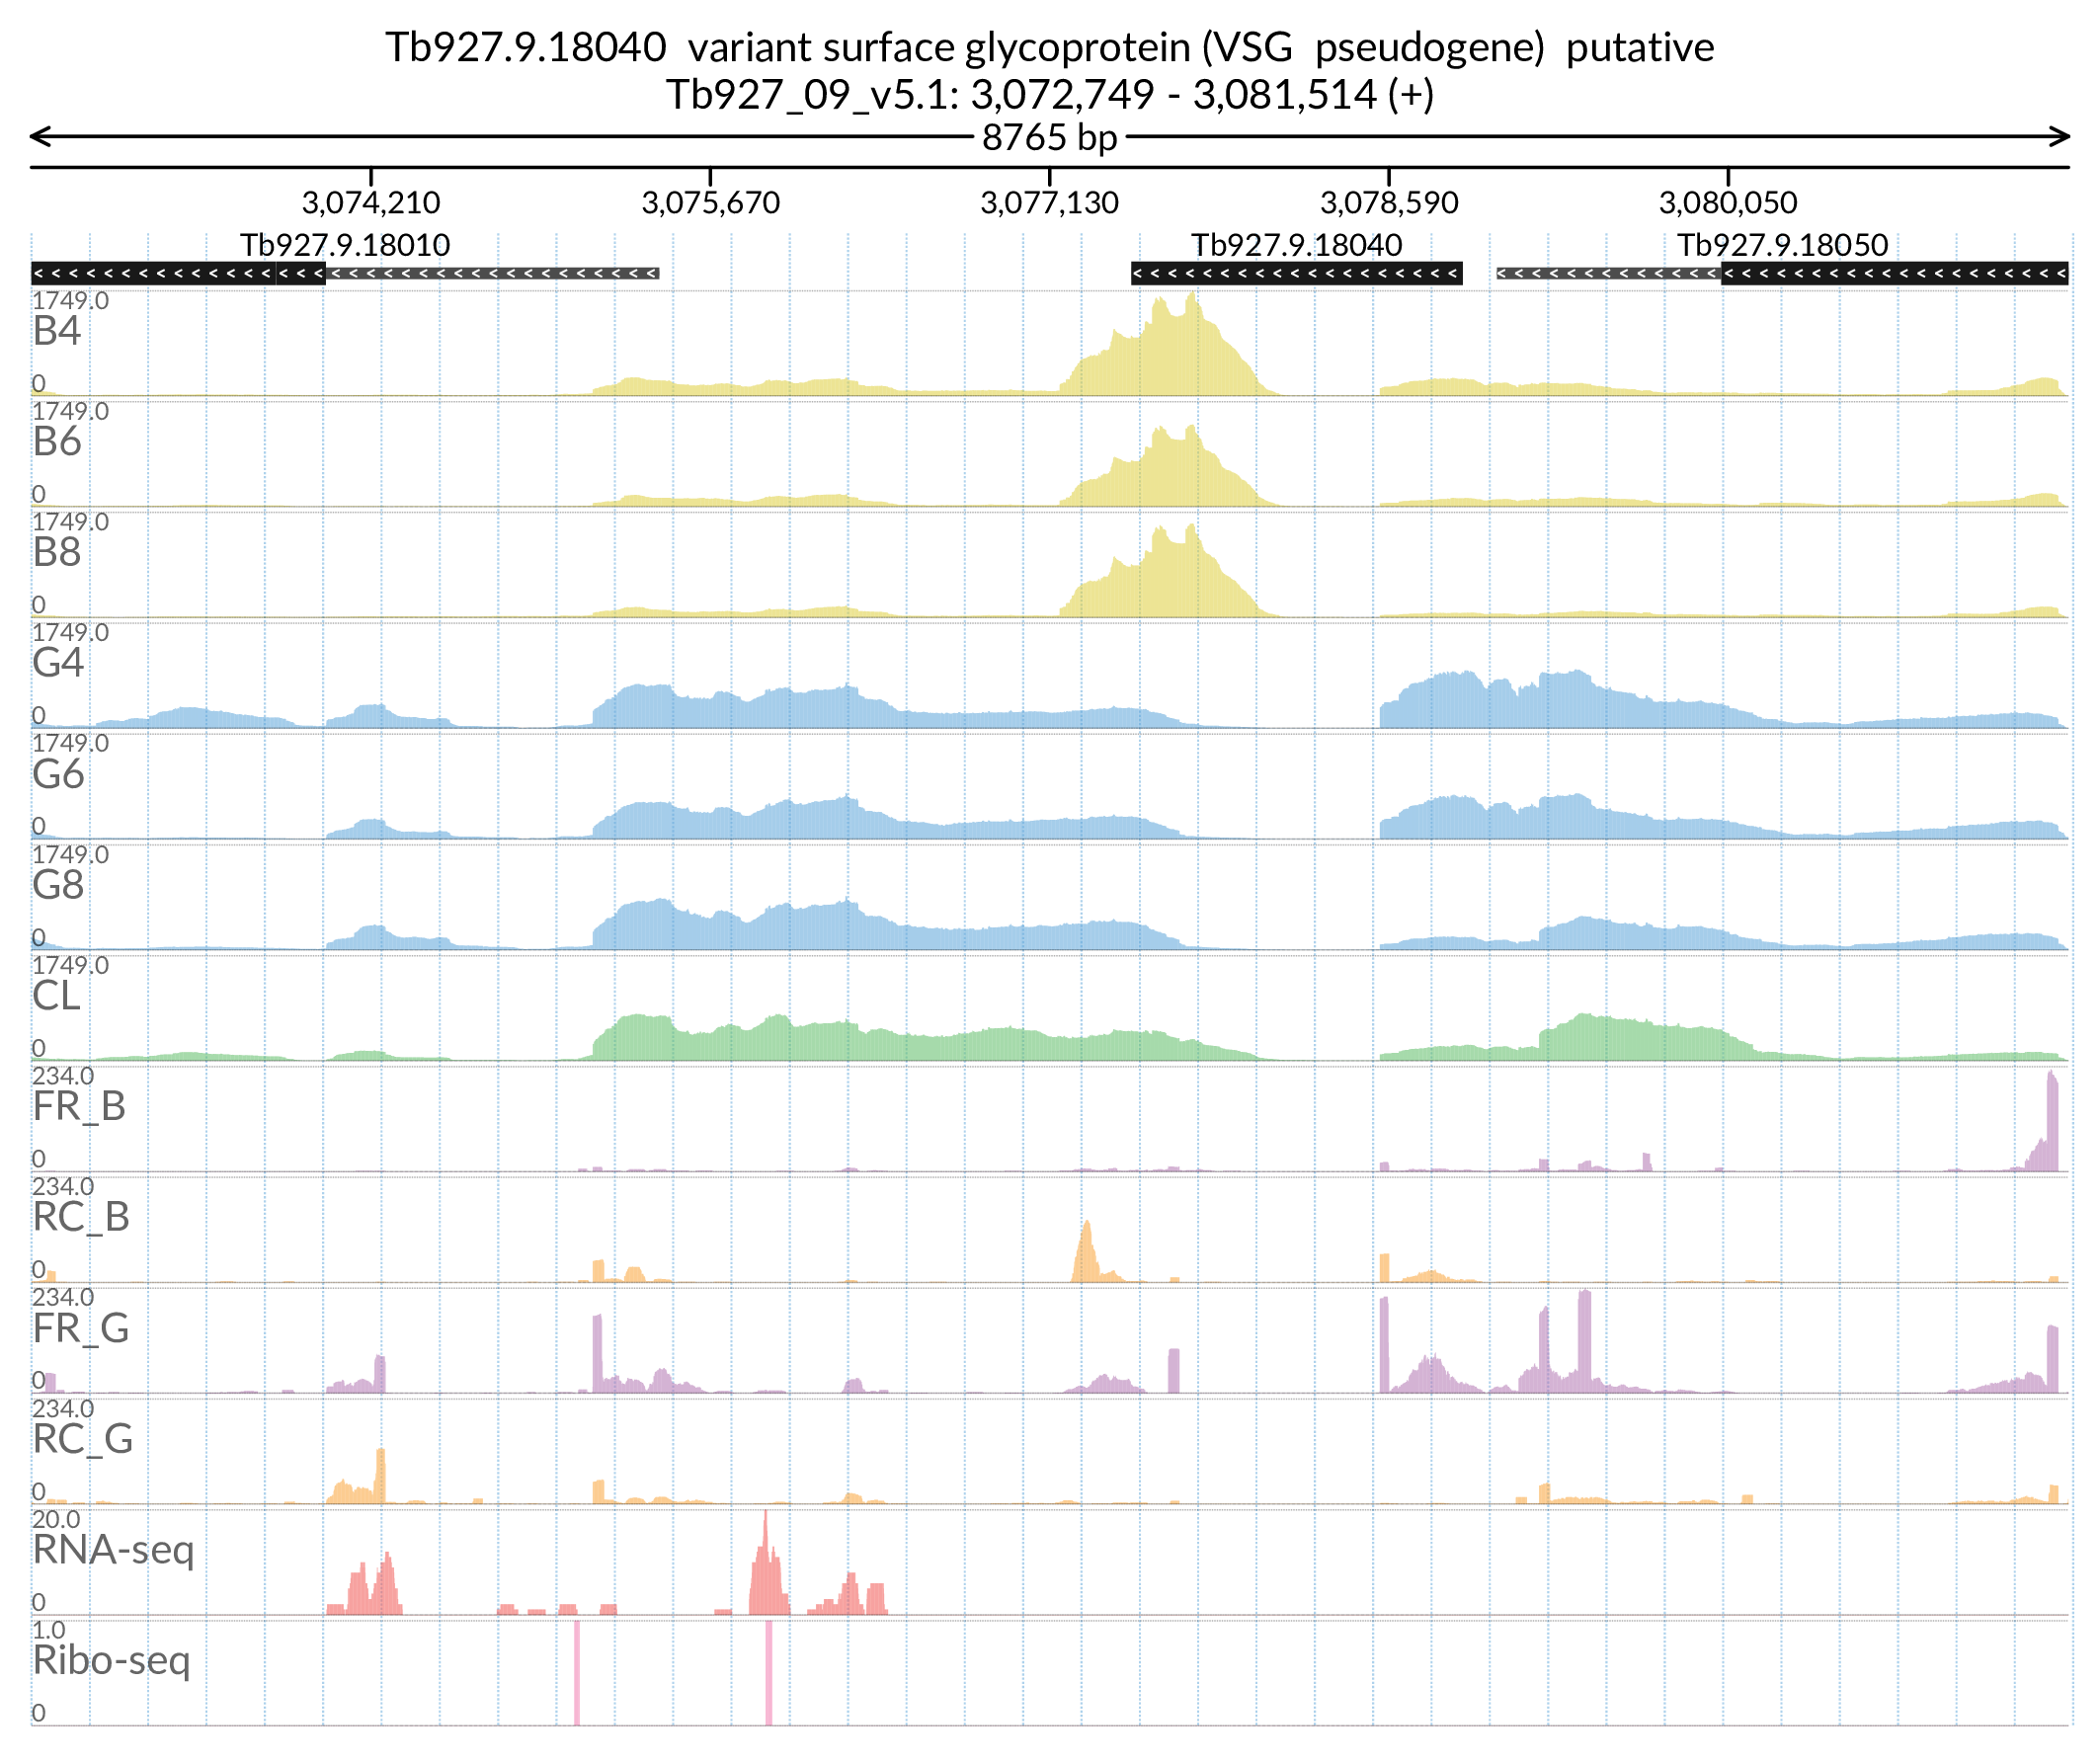 Tb927.9.18040 variant surface glycoprotein (VSG pseudogene) putative
Tb927_09_v5.1: 3,072,749 - 3,081,514 (+)
8765 bp
3,074,210 3,075,670 3,077,130 3,078,590 3,080,050
Tb927.9.18010 Tb927.9.18040 Tb927.9.18050
1749.0
B4
0
1749.0
B6
0
1749.0
B8
0
1749.0
G4
0
1749.0
G6
0
1749.0
G8
0
1749.0
CL
0
234.0
FR_B
0
234.0
RC_B
0
234.0
FR_G
0
234.0
RC_G
0
20.0
RNA-seq
0
1.0
Ribo-seq
0